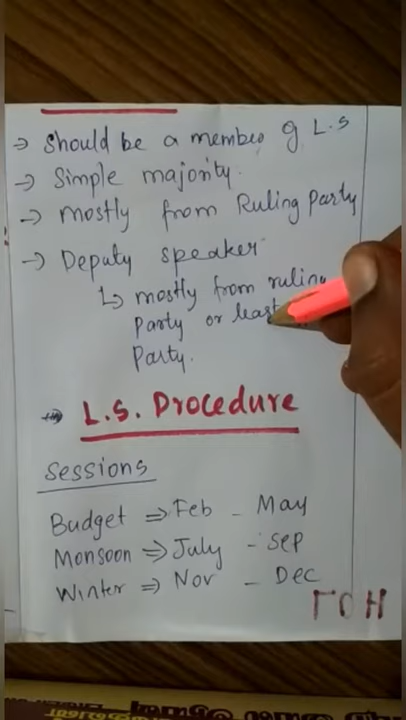 → Should be a member of L.S
→ Simple majority.
→ mostly from Ruling Party
→ Deputy speaker
↳ mostly from ruling
Party or least
Party.
→ L.S. Procedure
Sessions
Budget ⇒ Feb - May
Monsoon ⇒ July - Sep
Winter ⇒ Nov - Dec